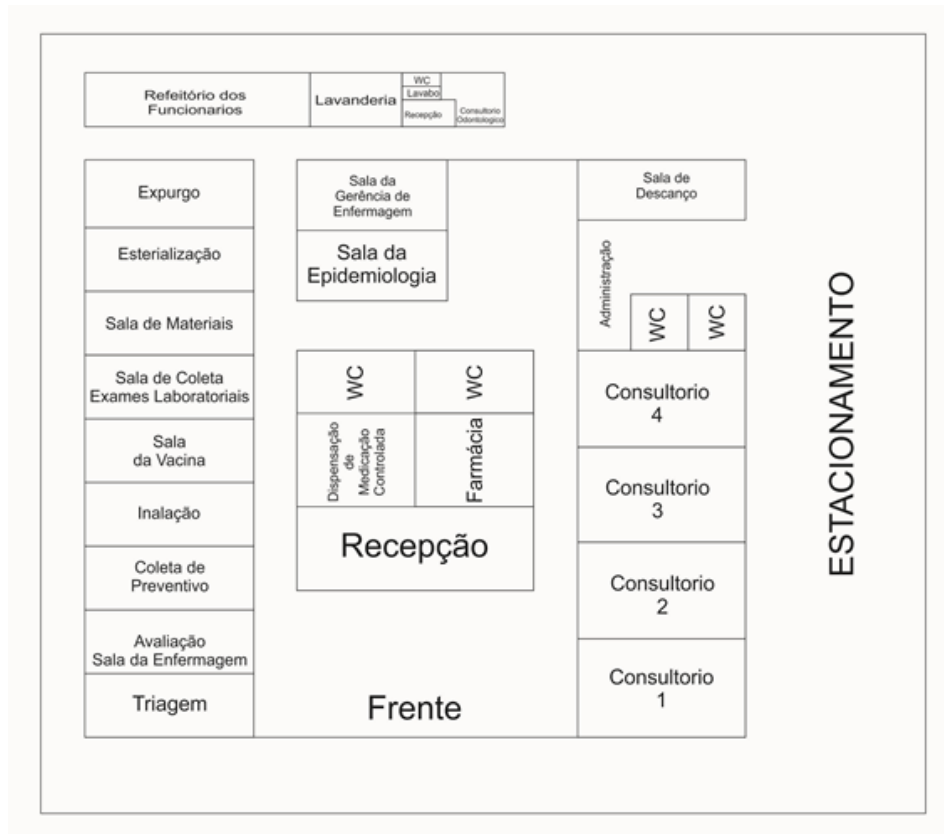 Refeitório dos
Funcionarios
Lavanderia
WC
Lavabo
Recepção
Consultorio
Odontologico
Expurgo
Esterialização
Sala de Materiais
Sala de Coleta
Exames Laboratoriais
Sala
da Vacina
Inalação
Coleta de
Preventivo
Avaliação
Sala da Enfermagem
Triagem
Sala da
Gerência de
Enfermagem
Sala da
Epidemiologia
WC
WC
Dispensação
de
Medicação
Controlada
Farmácia
Recepção
Frente
Sala de
Descanço
Administração
WC
WC
Consultorio
4
Consultorio
3
Consultorio
2
Consultorio
1
ESTACIONAMENTO